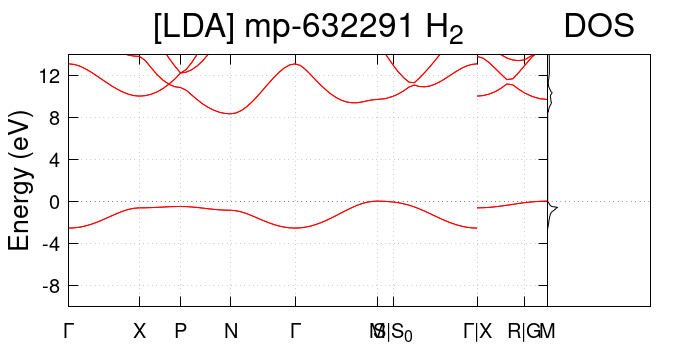 [LDA] mp-632291 H2 DOS
Energy (eV)
12
8
4
0
-4
-8
Γ X P N Γ M S|S0 Γ|X R|G M